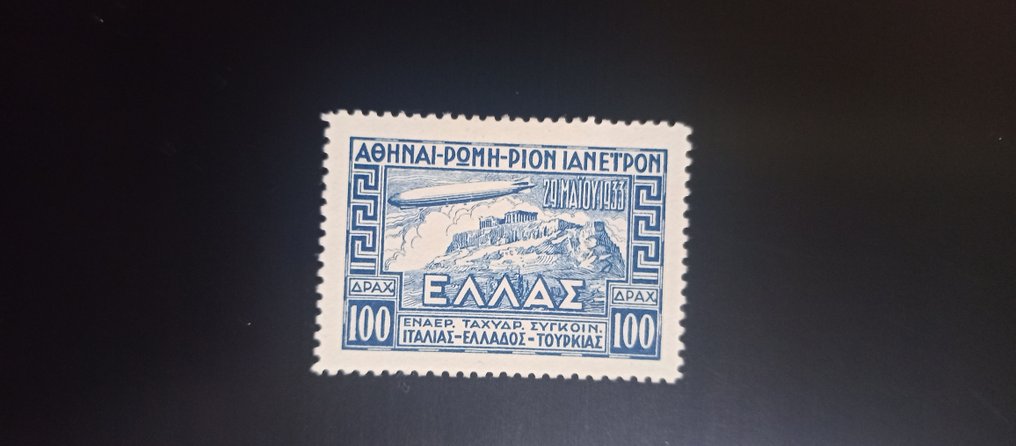 ΑΘΗΝΑΙ-ΡΩΜΗ-ΡΙΟΝ ΙΑΝΕΤΡΟΝ
29.ΜΑΪΟΥ.1933
ΕΛΛΑΣ
ΔΡΑΧ. ΔΡΑΧ.
100 100
ΕΝΑΕΡ. ΤΑΧΥΔΡ. ΣΥΓΚΟΙΝ.
ΙΤΑΛΙΑΣ-ΕΛΛΑΔΟΣ-ΤΟΥΡΚΙΑΣ